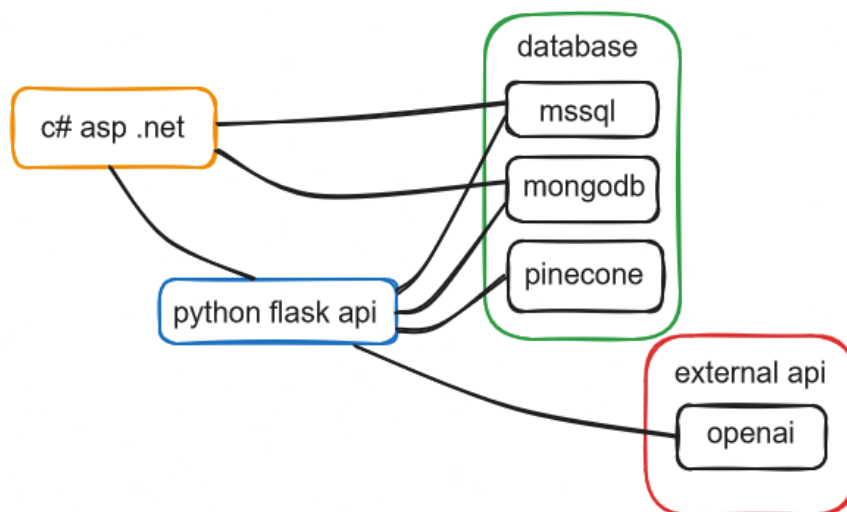 database
mssql
c# asp .net
mongodb
pinecone
python flask api
external api
openai